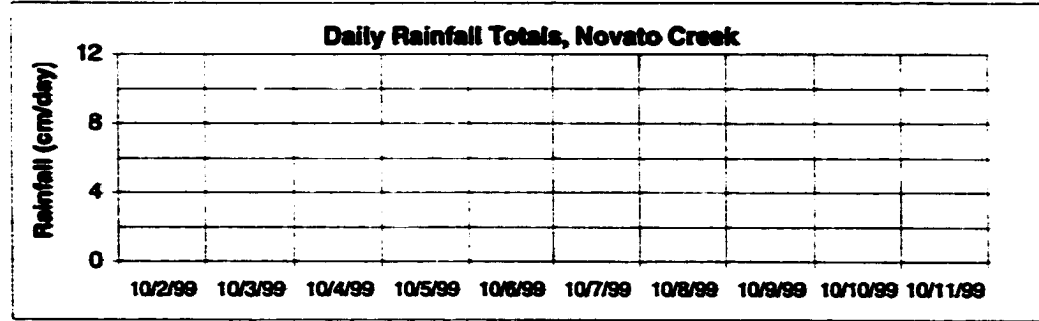 Daily Rainfall Totals, Novato Creek
Rainfall (cm/day)
12
8
4
0
10/2/99 10/3/99 10/4/99 10/5/99 10/6/99 10/7/99 10/8/99 10/9/99 10/10/99 10/11/99